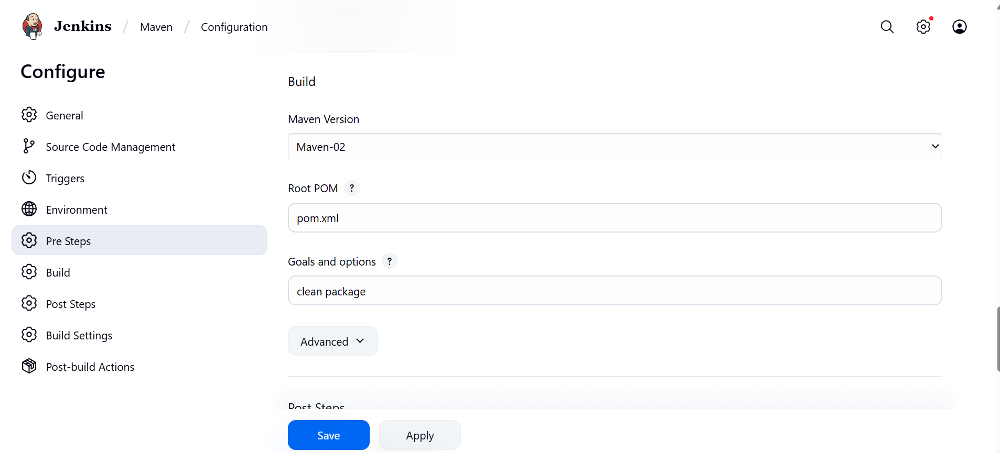 Jenkins / Maven / Configuration
Configure
General
Source Code Management
Triggers
Environment
Pre Steps
Build
Post Steps
Build Settings
Post-build Actions
Build
Maven Version
Maven-02
Root POM ?
pom.xml
Goals and options ?
clean package
Advanced
Post Steps
Save Apply